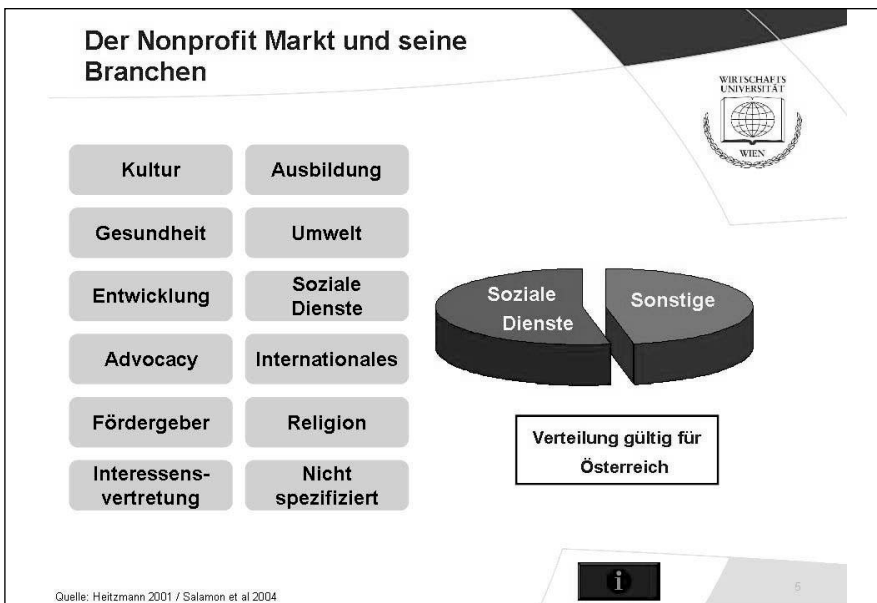 Der Nonprofit Markt und seine
Branchen
WIRTSCHAFTS
UNIVERSITÄT
WIEN
Kultur
Ausbildung
Gesundheit
Umwelt
Entwicklung
Soziale
Dienste
Advocacy
Internationales
Fördergeber
Religion
Interessens-
vertretung
Nicht
spezifiziert
Soziale
Dienste
Sonstige
Verteilung gültig für
Österreich
i
Quelle: Heitzmann 2001 / Salamon et al 2004